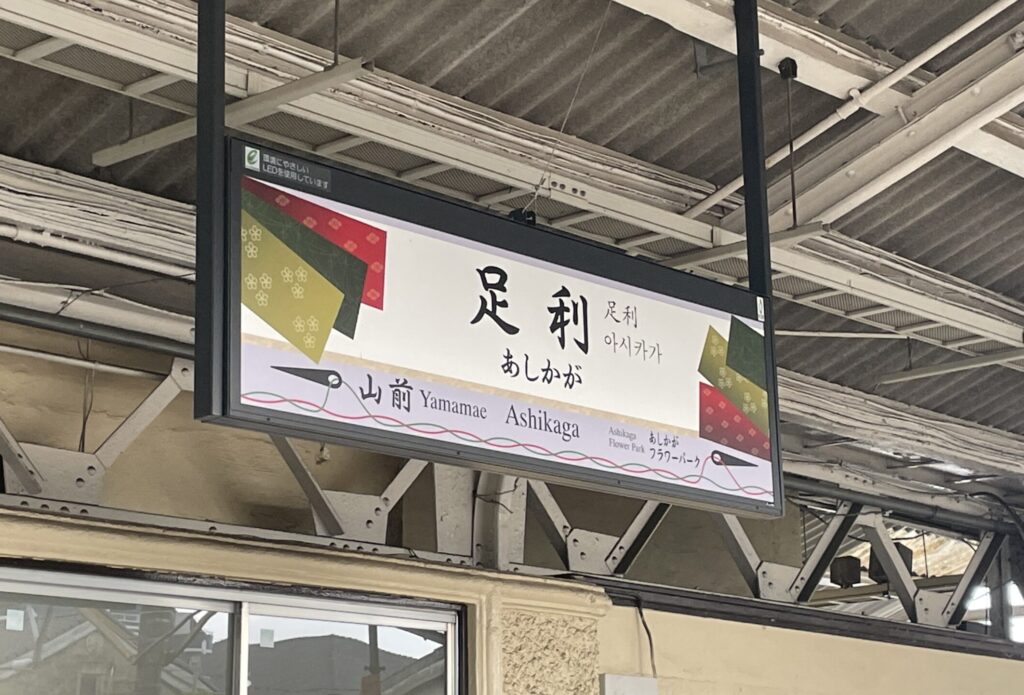 環境にやさしい
LEDを使用しています
足利
足利
아시카가
あしかが
山前 Yamamae
Ashikaga
Ashikaga
Flower Park
あしかが
フラワーパーク